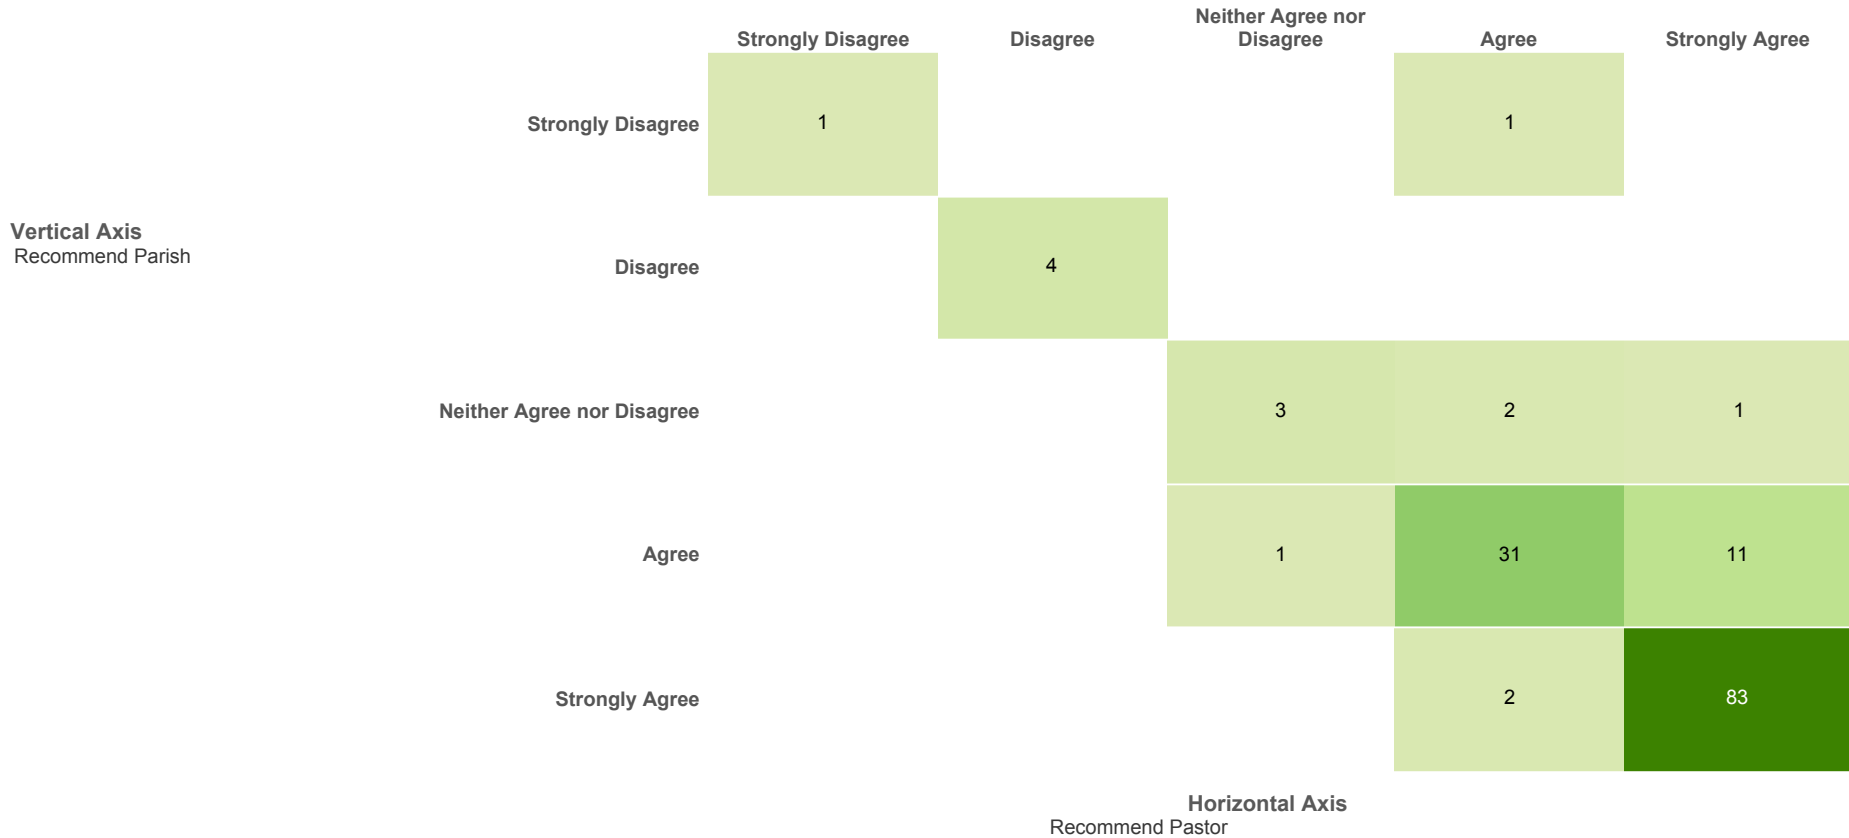 Strongly Disagree
Disagree
Neither Agree nor
Disagree
Agree
Strongly Agree
Strongly Disagree
1
1
Vertical Axis
Recommend Parish
Disagree
4
Neither Agree nor Disagree
3
2
1
Agree
1
31
11
Strongly Agree
2
83
Horizontal Axis
Recommend Pastor